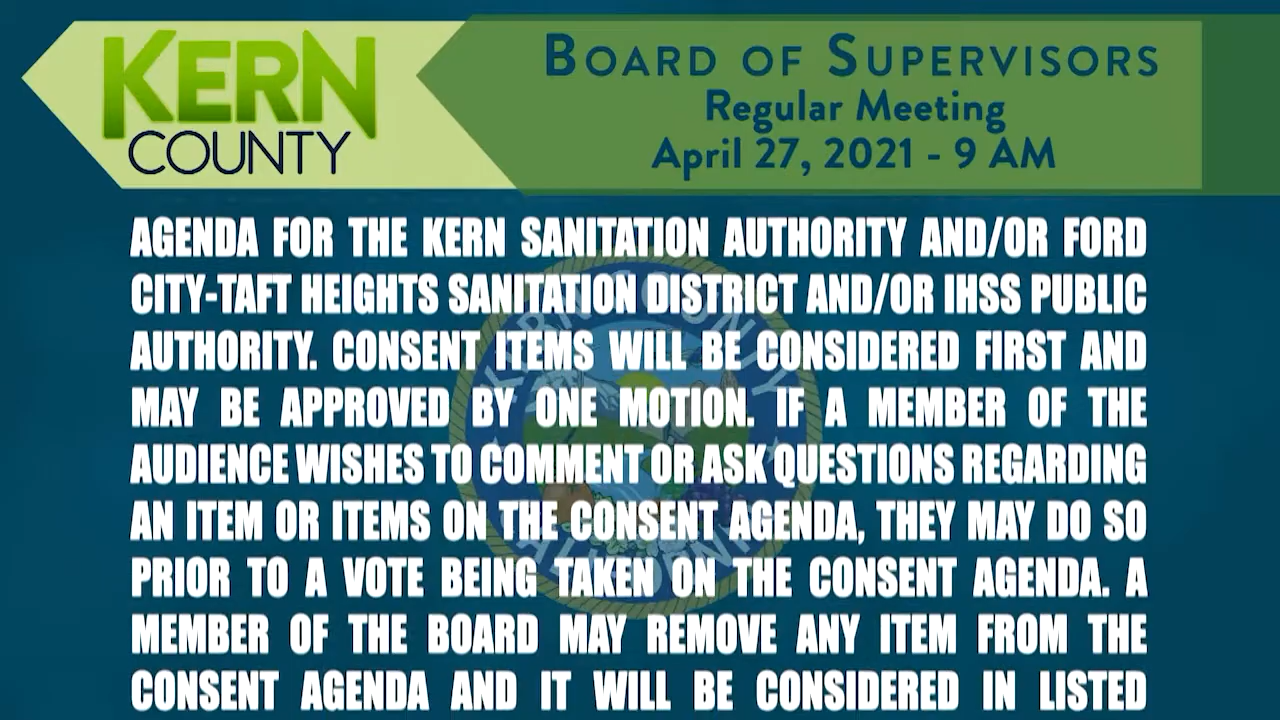 KERN
COUNTY
BOARD OF SUPERVISORS
Regular Meeting
April 27, 2021 - 9 AM
AGENDA FOR THE KERN SANITATION AUTHORITY AND/OR FORD
CITY-TAFT HEIGHTS SANITATION DISTRICT AND/OR IHSS PUBLIC
AUTHORITY. CONSENT ITEMS WILL BE CONSIDERED FIRST AND
MAY BE APPROVED BY ONE MOTION. IF A MEMBER OF THE
AUDIENCE WISHES TO COMMENT OR ASK QUESTIONS REGARDING
AN ITEM OR ITEMS ON THE CONSENT AGENDA, THEY MAY DO SO
PRIOR TO A VOTE BEING TAKEN ON THE CONSENT AGENDA. A
MEMBER OF THE BOARD MAY REMOVE ANY ITEM FROM THE
CONSENT AGENDA AND IT WILL BE CONSIDERED IN LISTED